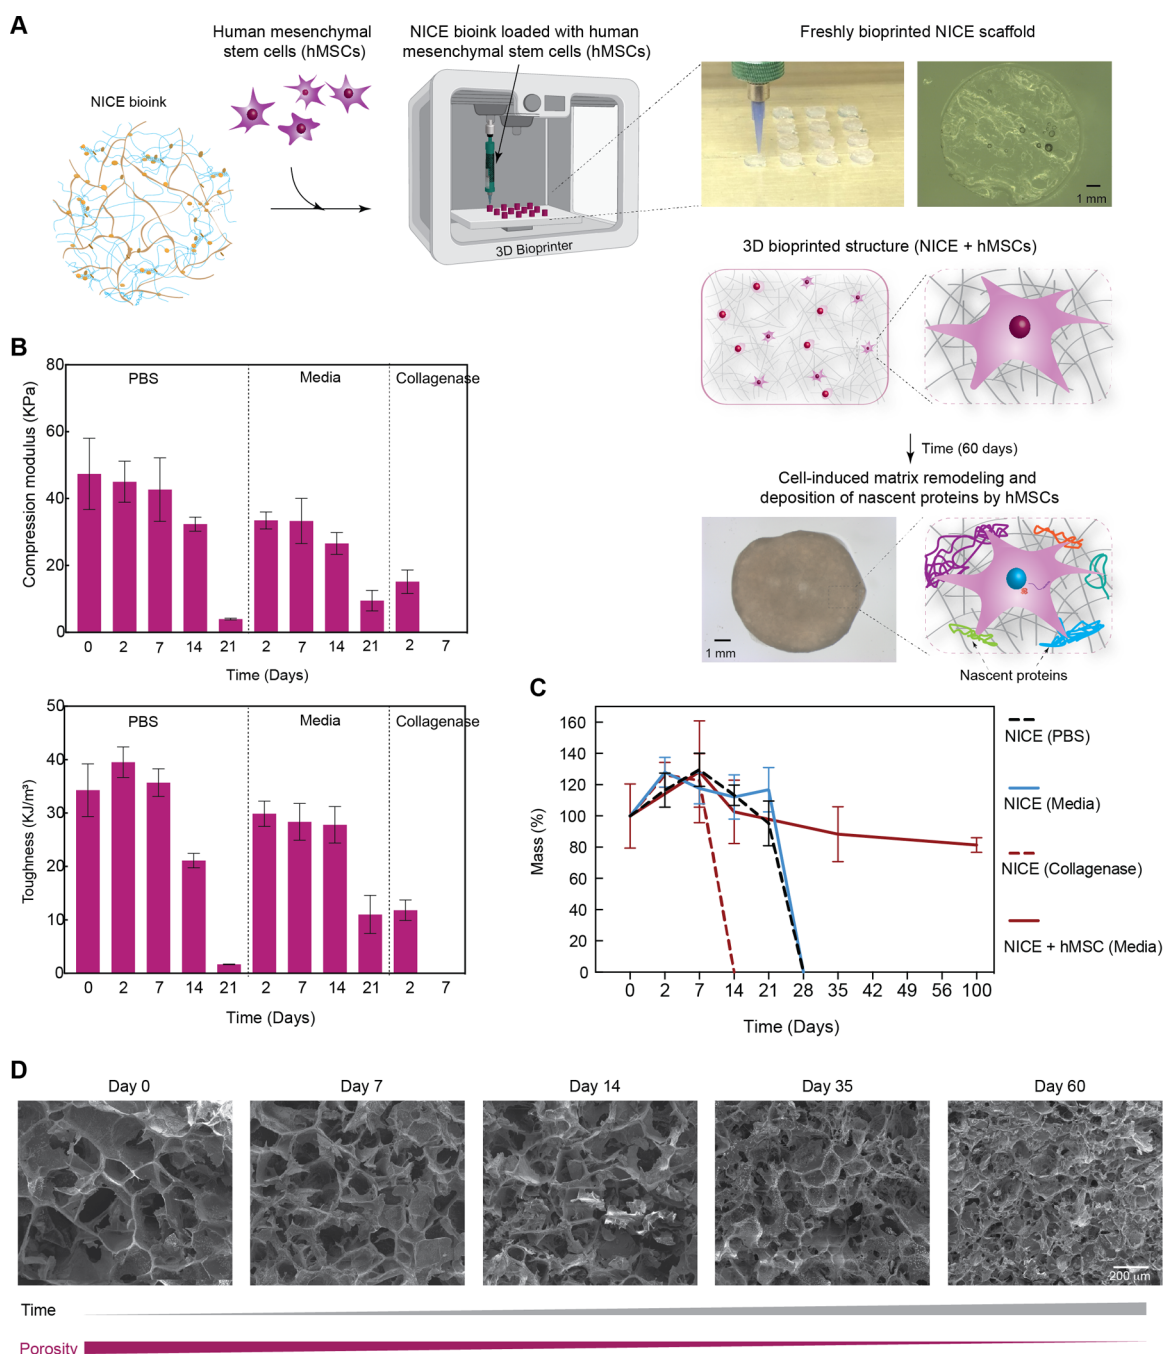 A
Human mesenchymal
stem cells (hMSCs)
NICE bioink loaded with human
mesenchymal stem cells (hMSCs)
Freshly bioprinted NICE scaffold
NICE bioink
3D Bioprinter
1 mm
3D bioprinted structure (NICE + hMSCs)
Time (60 days)
Cell-induced matrix remodeling and
deposition of nascent proteins by hMSCs
1 mm
Nascent proteins
B
80
60
40
20
0
Compression modulus (KPa)
PBS
Media
Collagenase
0 2 7 14 21 2 7 14 21 2 7
Time (Days)
50
40
30
20
10
0
Toughness (KJ/m³)
PBS
Media
Collagenase
0 2 7 14 21 2 7 14 21 2 7
Time (Days)
C
160
140
120
100
80
60
40
20
0
Mass (%)
0 2 7 14 21 28 35 42 49 56 100
Time (Days)
NICE (PBS)
NICE (Media)
NICE (Collagenase)
NICE + hMSC (Media)
D
Day 0
Day 7
Day 14
Day 35
Day 60
200 μm
Time
Porosity